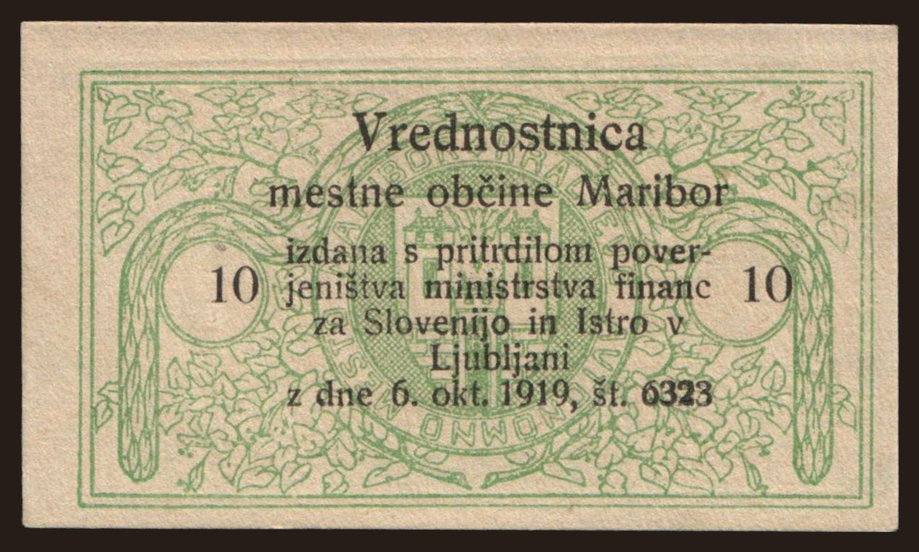 Vrednostnica
mestne občine Maribor
izdana s pritrdilom pover-
10 jeništva ministrstva financ 10
za Slovenijo in Istro v
Ljubljani
z dne 6. okt. 1919, št. 6323